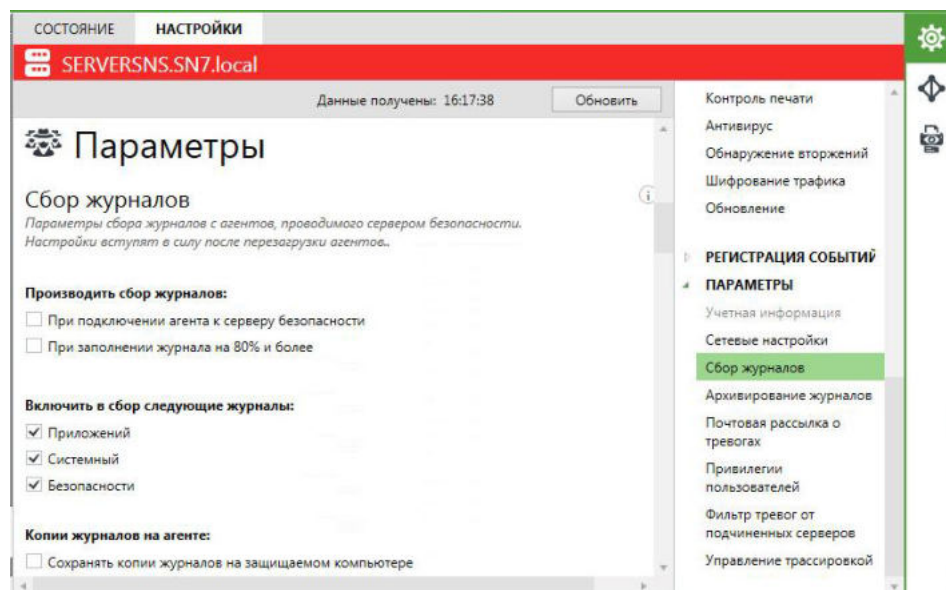 СОСТОЯНИЕ НАСТРОЙКИ
SERVERSNS.SN7.local
Данные получены: 16:17:38 Обновить
Параметры
Сбор журналов
Параметры сбора журналов с агентов, проводимого сервером безопасности.
Настройки вступят в силу после перезагрузки агентов..
Производить сбор журналов:
При подключении агента к серверу безопасности
При заполнении журнала на 80% и более
Включить в сбор следующие журналы:
Приложений
Системный
Безопасности
Копии журналов на агенте:
Сохранять копии журналов на защищаемом компьютере
Контроль печати
Антивирус
Обнаружение вторжений
Шифрование трафика
Обновление
РЕГИСТРАЦИЯ СОБЫТИЙ
ПАРАМЕТРЫ
Учетная информация
Сетевые настройки
Сбор журналов
Архивирование журналов
Почтовая рассылка о
тревогах
Привилегии
пользователей
Фильтр тревог от
подчиненных серверов
Управление трассировкой